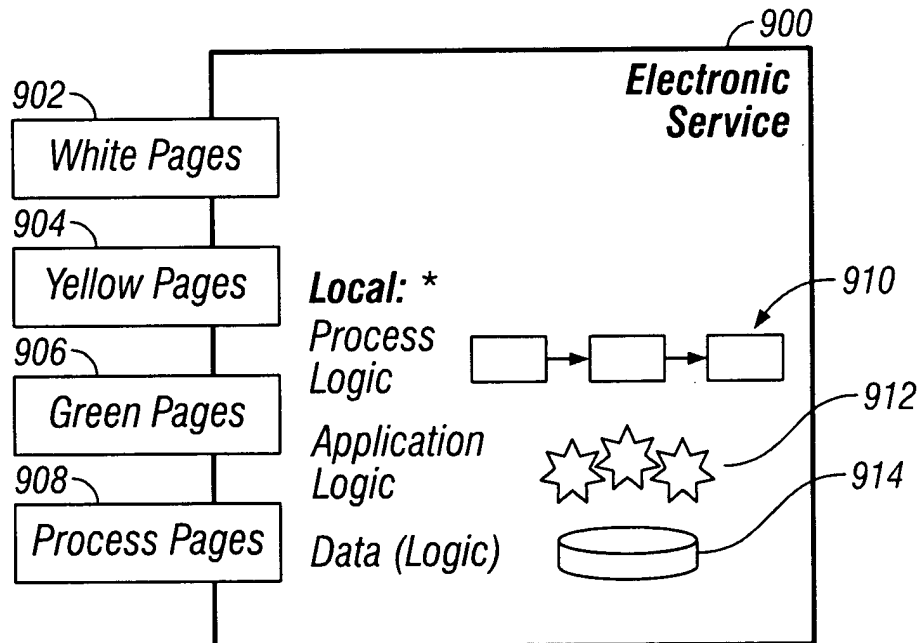 900
Electronic
Service
902
White Pages
904
Yellow Pages
906
Green Pages
908
Process Pages
Local: *
Process
Logic
910
Application
Logic
912
Data (Logic)
914